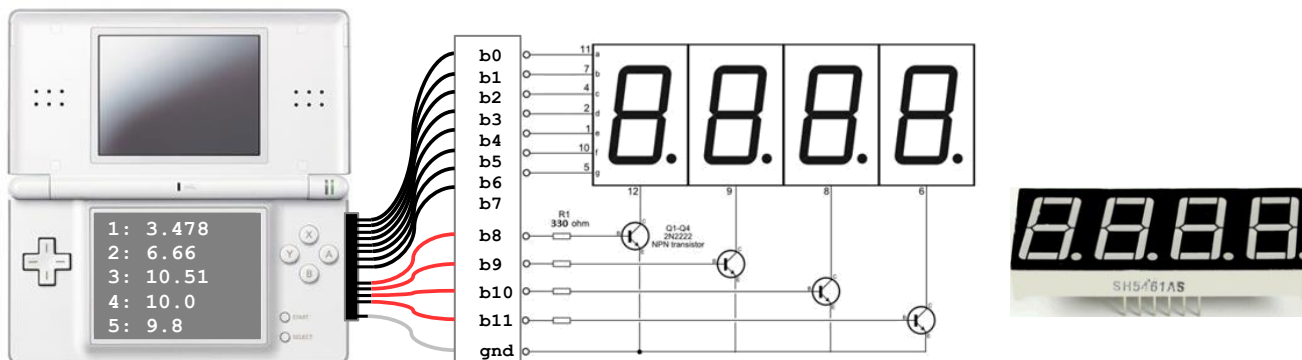 1: 3.478
2: 6.66
3: 10.51
4: 10.0
5: 9.8
X
Y
A
B
START
SELECT
b0
b1
b2
b3
b4
b5
b6
b7
b8
b9
b10
b11
gnd
11 a
7 b
4 c
2 d
1 e
10 f
5 g
12 9 8 6
R1
330 ohm
Q1-Q4
2N2222
NPN transistor
B C E
B C E
B C E
B C E
SH5461AS